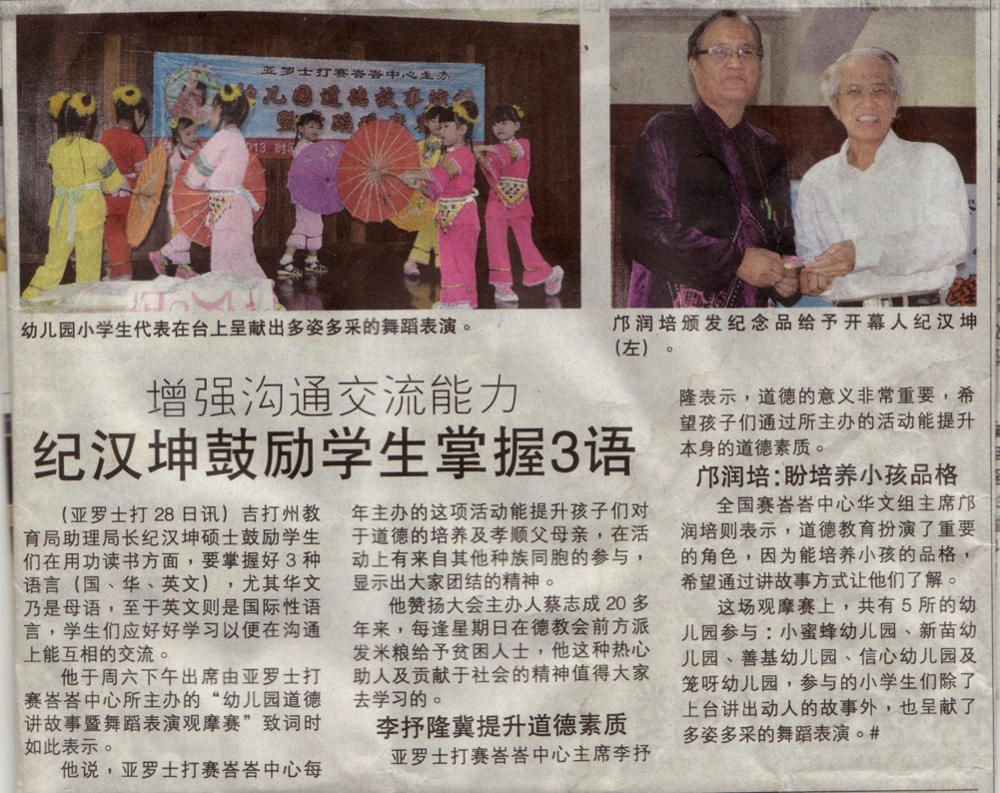 亚罗士打赛峇峇中心主办
幼儿园道德故事
暨舞蹈
2013 时
幼儿园小学生代表在台上呈献出多姿多采的舞蹈表演。
邝润培颁发纪念品给予开幕人纪汉坤
(左)。
增强沟通交流能力
纪汉坤鼓励学生掌握3语
(亚罗士打28日讯)吉打州教
育局助理局长纪汉坤硕士鼓励学生
们在用功读书方面,要掌握好3种
语言(国、华、英文),尤其华文
乃是母语,至于英文则是国际性语
言,学生们应好好学习以便在沟通
上能互相的交流。
他于周六下午出席由亚罗士打
赛峇峇中心所主办的“幼儿园道德
讲故事暨舞蹈表演观摩赛”致词时
如此表示。
他说,亚罗士打赛峇峇中心每
年主办的这项活动能提升孩子们对
于道德的培养及孝顺父母亲,在活
动上有来自其他种族同胞的参与,
显示出大家团结的精神。
他赞扬大会主办人蔡志成20多
年来,每逢星期日在德教会前方派
发米粮给予贫困人士,他这种热心
助人及贡献于社会的精神值得大家
去学习的。
李抒隆冀提升道德素质
亚罗士打赛峇峇中心主席李抒
隆表示,道德的意义非常重要,希
望孩子们通过所主办的活动能提升
本身的道德素质。
邝润培:盼培养小孩品格
全国赛峇峇中心华文组主席邝
润培则表示,道德教育扮演了重要
的角色,因为能培养小孩的品格,
希望通过讲故事方式让他们了解。
这场观摩赛上,共有5所的幼
儿园参与:小蜜蜂幼儿园、新苗幼
儿园、善基幼儿园、信心幼儿园及
笼呀幼儿园,参与的小学生们除了
上台讲出动人的故事外,也呈献了
多姿多采的舞蹈表演。#